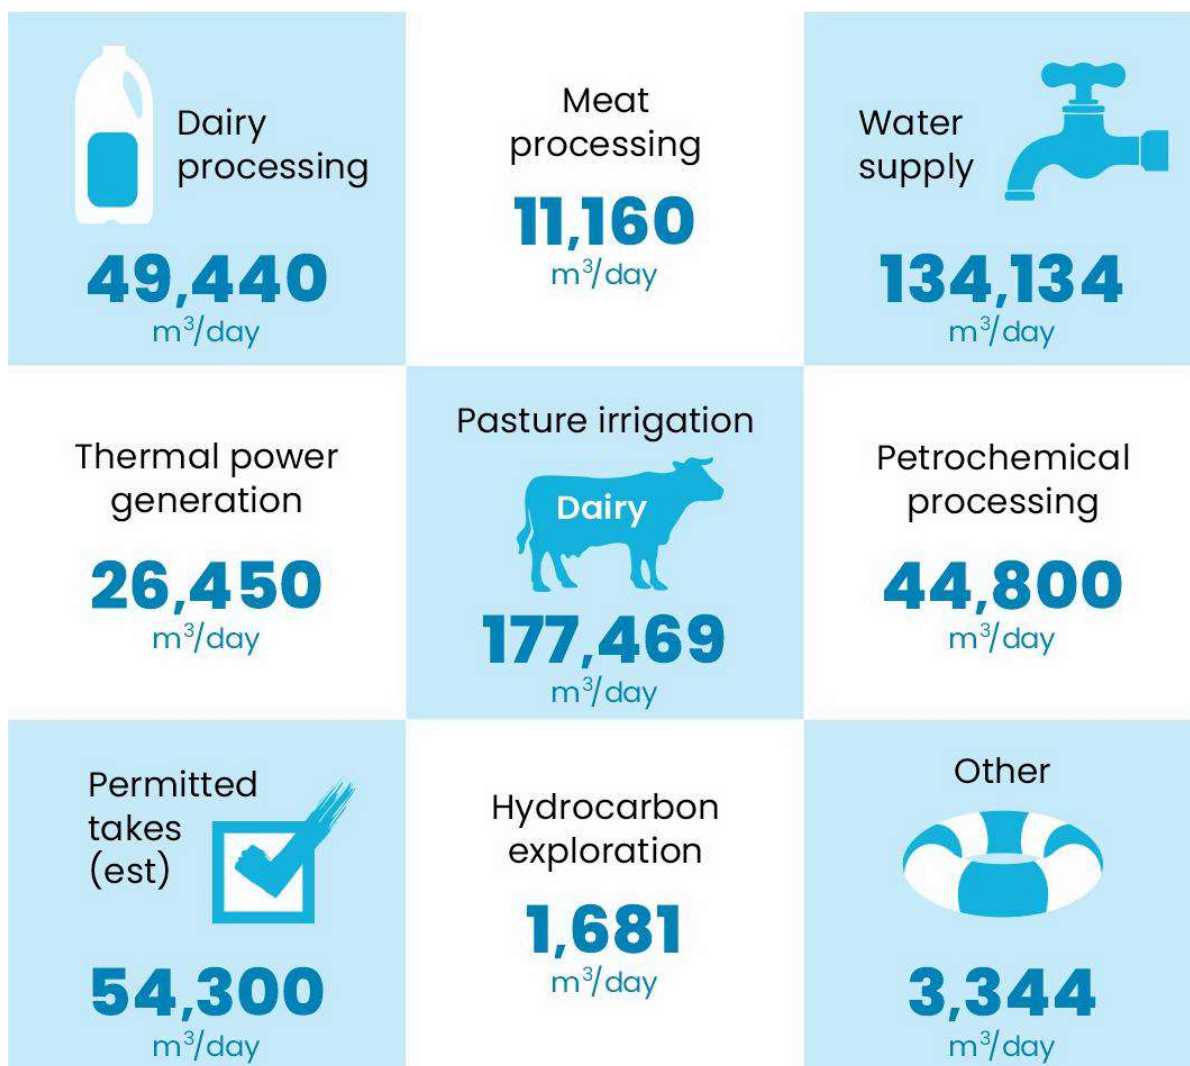 Dairy
processing
49,440
m³/day
Meat
processing
11,160
m³/day
Water
supply
134,134
m³/day
Thermal power
generation
26,450
m³/day
Pasture irrigation
Dairy
177,469
m³/day
Petrochemical
processing
44,800
m³/day
Permitted
takes
(est)
54,300
m³/day
Hydrocarbon
exploration
1,681
m³/day
Other
3,344
m³/day